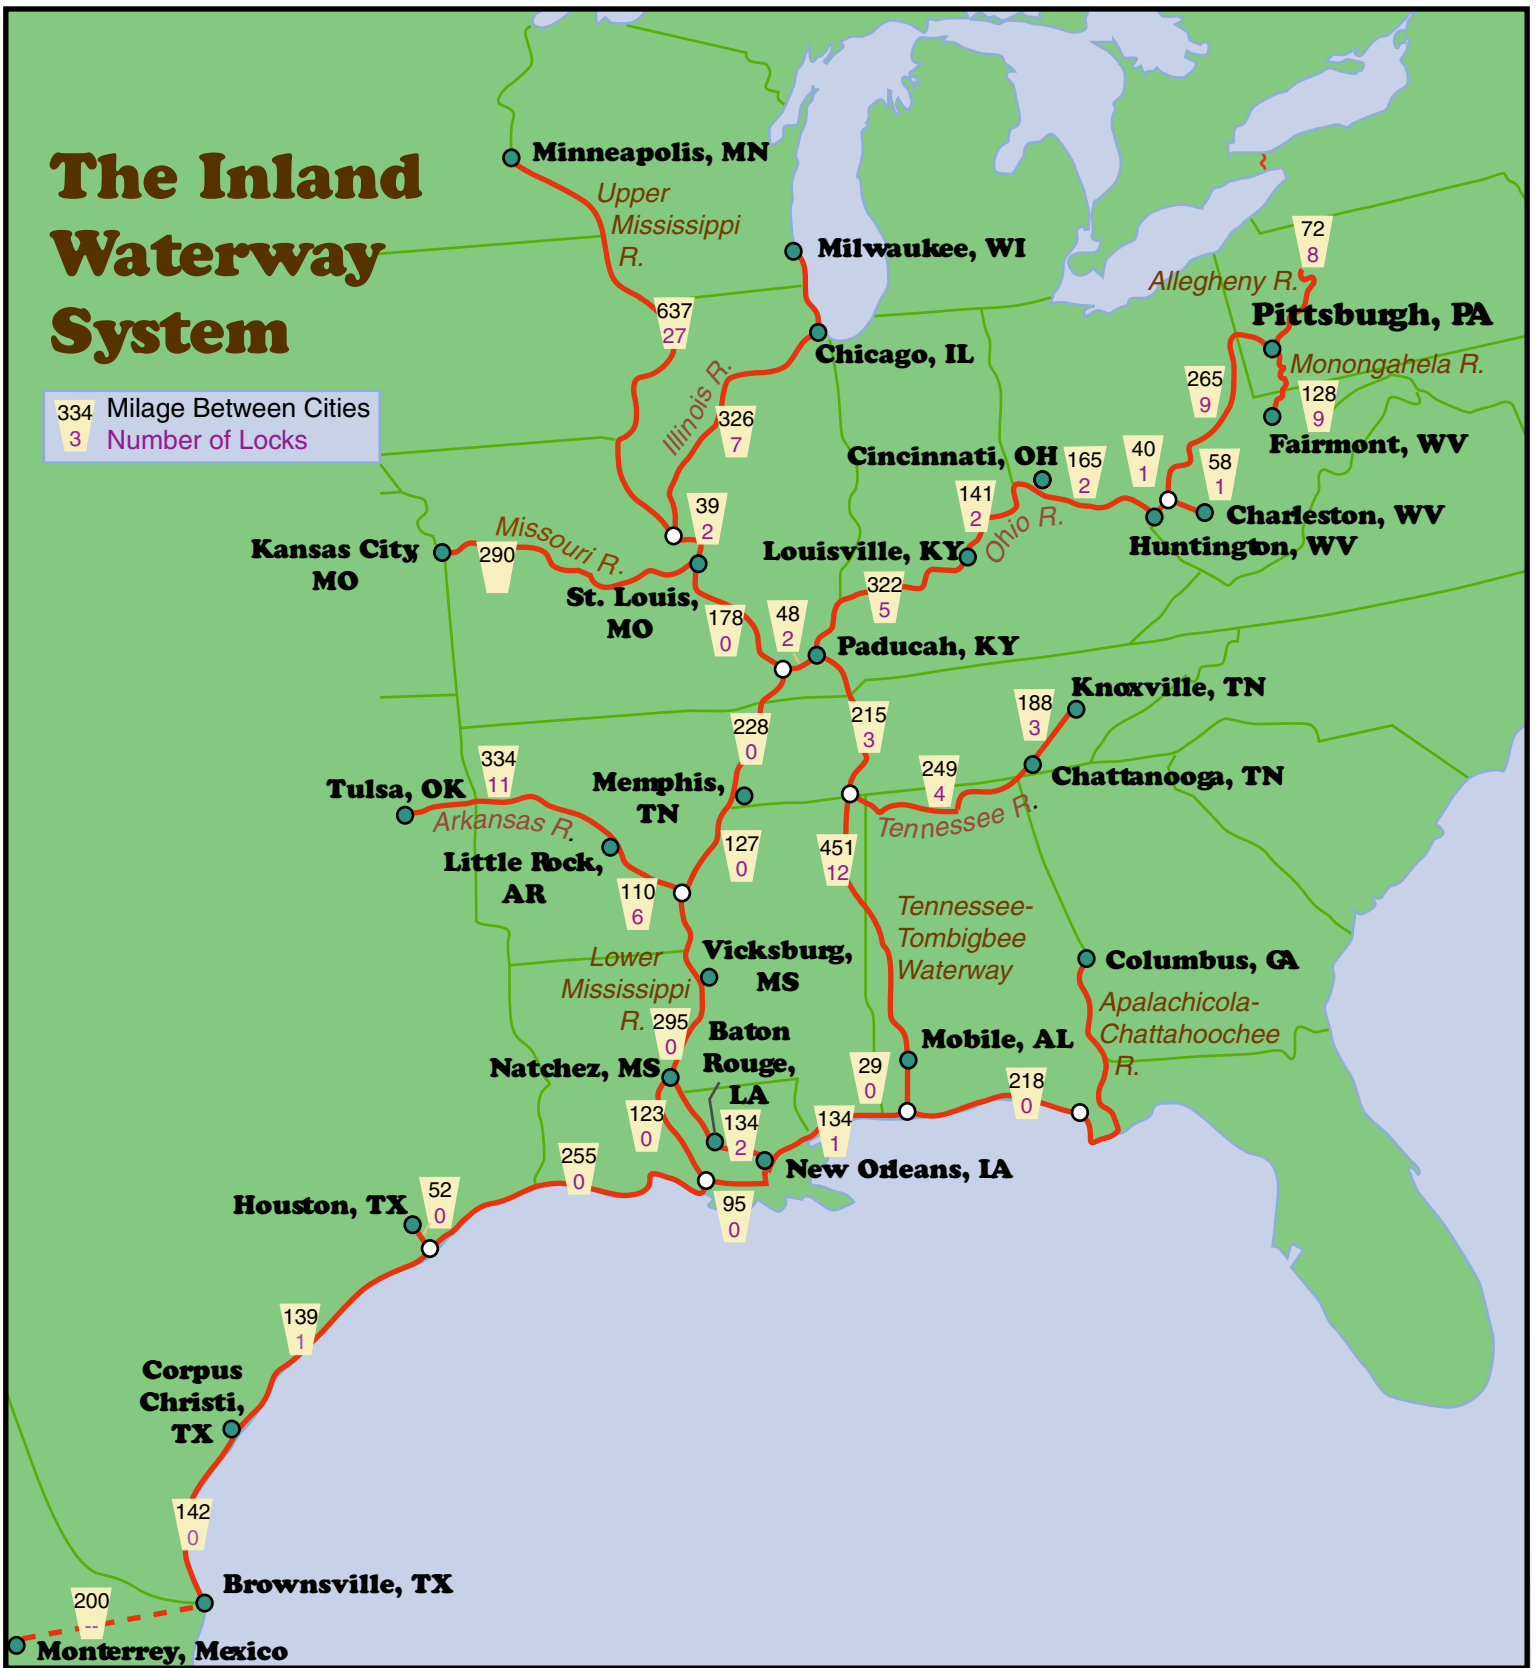 The Inland
Waterway
System
334 Milage Between Cities
3 Number of Locks
Minneapolis, MN
Upper
Mississippi
R.
637
27
Milwaukee, WI
Chicago, IL
Illinois R.
326
7
72
8
Allegheny R.
Pittsburgh, PA
Monongahela R.
265
9
128
9
Fairmont, WV
Cincinnati, OH
165
2
40
1
58
1
Charleston, WV
Huntington, WV
141
2
Ohio R.
Louisville, KY
322
5
39
2
Missouri R.
Kansas City,
MO
290
St. Louis,
MO
178
0
48
2
Paducah, KY
Knoxville, TN
188
3
215
3
228
0
249
4
Chattanooga, TN
Tennessee R.
334
11
Tulsa, OK
Arkansas R.
Memphis,
TN
Little Rock,
AR
127
0
451
12
110
6
Tennessee-
Tombigbee
Waterway
Lower
Mississippi
R.
Vicksburg,
MS
Columbus, GA
Apalachicola-
Chattahoochee
R.
295
0
Baton
Rouge,
LA
Natchez, MS
Mobile, AL
29
0
218
0
123
0
134
2
134
1
New Orleans, LA
255
0
95
0
Houston, TX
52
0
139
1
Corpus
Christi,
TX
142
0
Brownsville, TX
200
--
Monterrey, Mexico